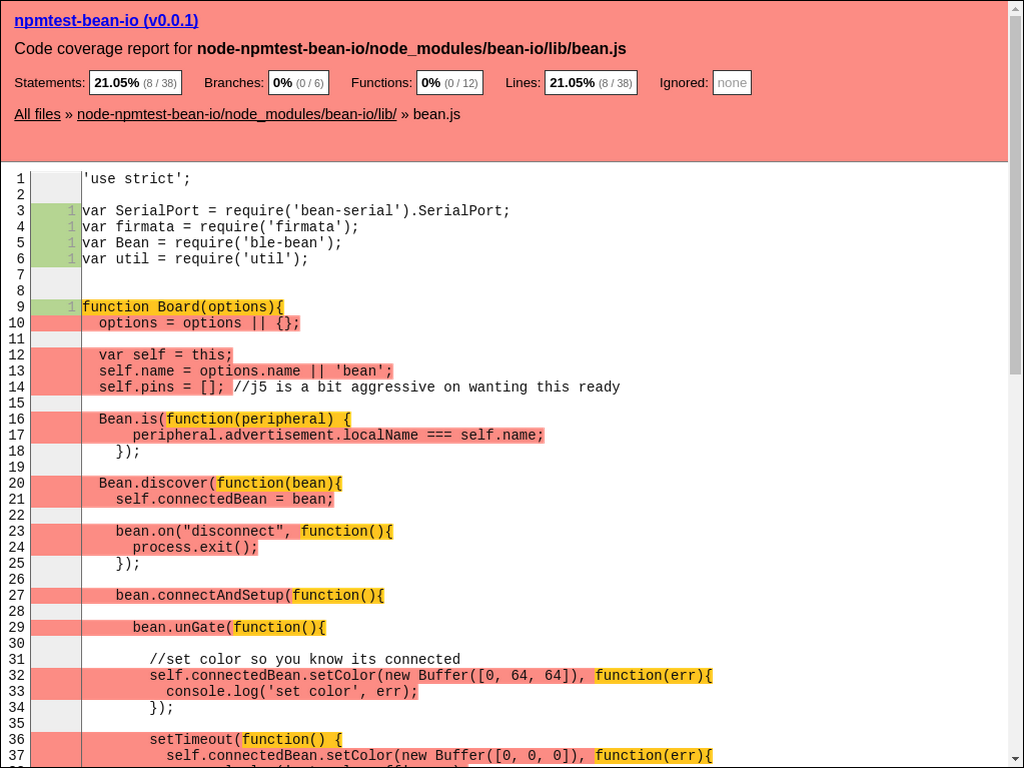 npmtest-bean-io (v0.0.1)
Code coverage report for node-npmtest-bean-io/node_modules/bean-io/lib/bean.js
Statements: 21.05% (8 / 38) Branches: 0% (0 / 6) Functions: 0% (0 / 12) Lines: 21.05% (8 / 38) Ignored: none
All files » node-npmtest-bean-io/node_modules/bean-io/lib/ » bean.js
1 'use strict';
2
3 1 var SerialPort = require('bean-serial').SerialPort;
4 1 var firmata = require('firmata');
5 1 var Bean = require('ble-bean');
6 1 var util = require('util');
7
8
9 1 function Board(options){
10 options = options || {};
11
12 var self = this;
13 self.name = options.name || 'bean';
14 self.pins = []; //j5 is a bit aggressive on wanting this ready
15
16 Bean.is(function(peripheral) {
17 peripheral.advertisement.localName === self.name;
18 });
19
20 Bean.discover(function(bean){
21 self.connectedBean = bean;
22
23 bean.on("disconnect", function(){
24 process.exit();
25 });
26
27 bean.connectAndSetup(function(){
28
29 bean.unGate(function(){
30
31 //set color so you know its connected
32 self.connectedBean.setColor(new Buffer([0, 64, 64]), function(err){
33 console.log('set color', err);
34 });
35
36 setTimeout(function() {
37 self.connectedBean.setColor(new Buffer([0, 0, 0]), function(err){